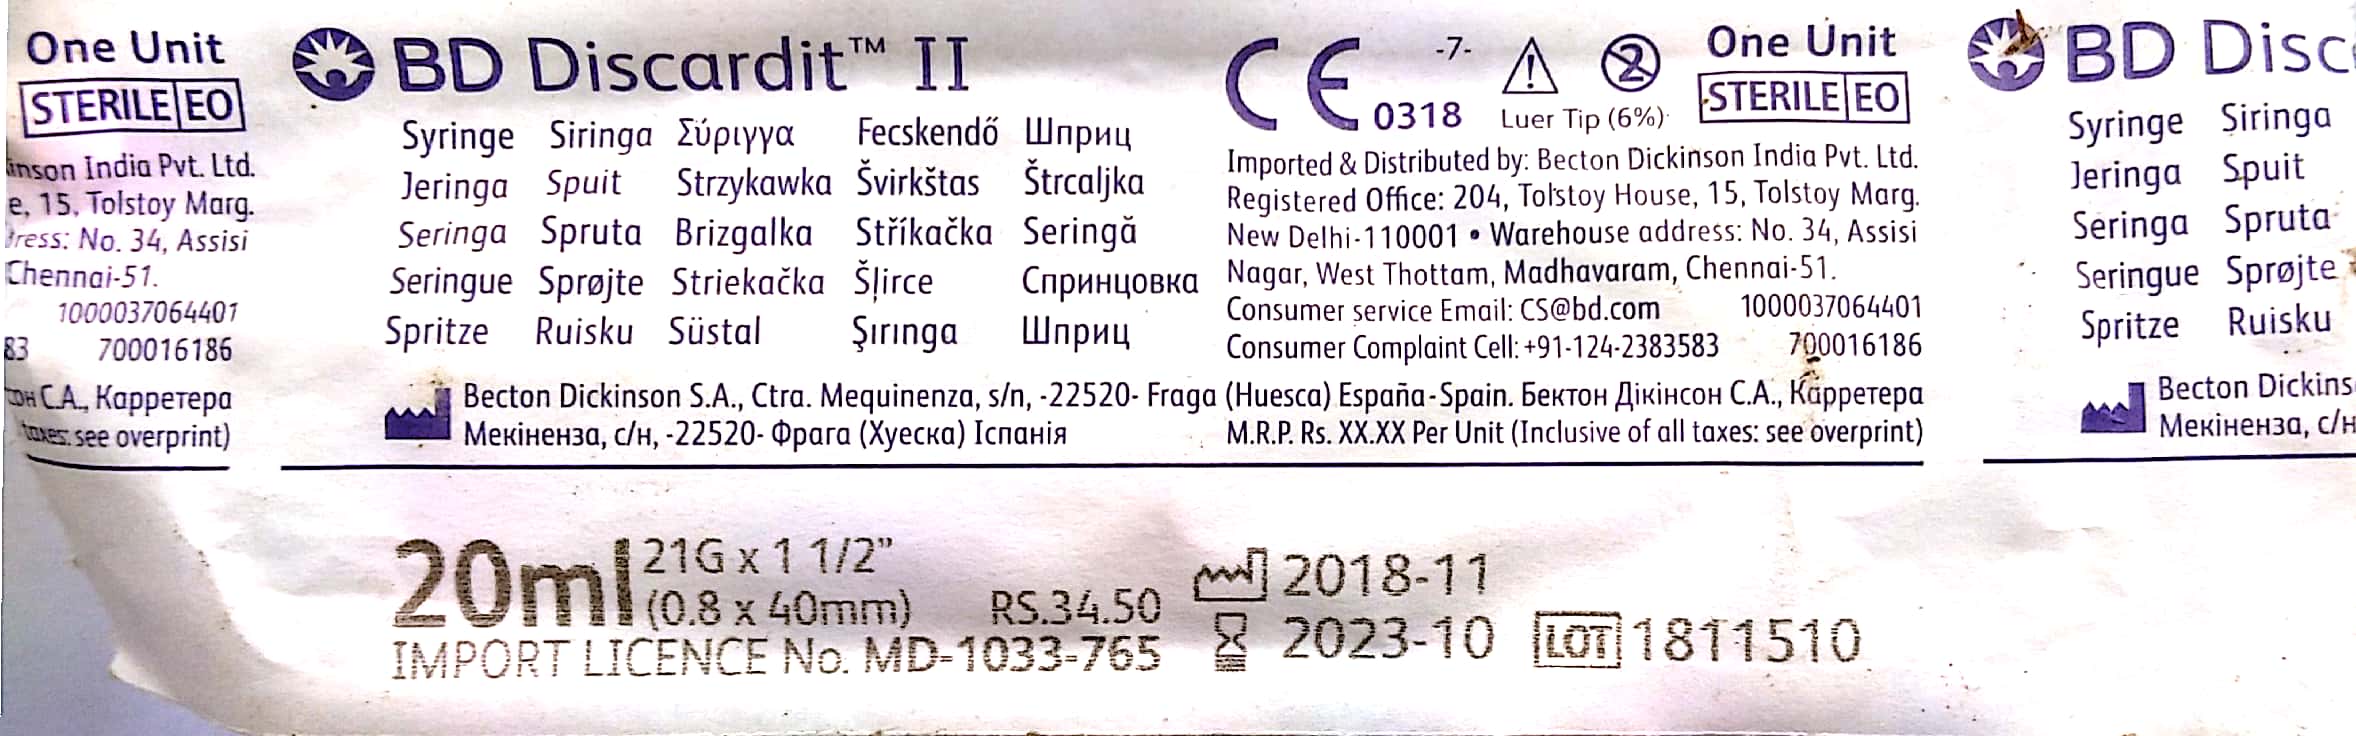 One Unit
STERILE EO
inson India Pvt. Ltd.
e, 15, Tolstoy Marg.
ress: No. 34, Assisi
Chennai-51.
1000037064401
83 700016186
он С.А., Карретера
taxes: see overprint)
BD Discardit™ II
Syringe Siringa Σύριγγα Fecskendő Шприц
Jeringa Spuit Strzykawka Švirkštas Štrcaljka
Seringa Spruta Brizgalka Stříkačka Seringă
Seringue Sprøjte Striekačka Šļirce Спринцовка
Spritze Ruisku Süstal Şırınga Шприц
CE 0318
-7-
2
Luer Tip (6%)
One Unit
STERILE EO
Imported & Distributed by: Becton Dickinson India Pvt. Ltd.
Registered Office: 204, Tolstoy House, 15, Tolstoy Marg.
New Delhi-110001 • Warehouse address: No. 34, Assisi
Nagar, West Thottam, Madhavaram, Chennai-51.
Consumer service Email: CS@bd.com 1000037064401
Consumer Complaint Cell: +91-124-2383583 700016186
Becton Dickinson S.A., Ctra. Mequinenza, s/n, -22520- Fraga (Huesca) España-Spain. Бектон Дікінсон С.А., Карретера
Мекіненза, с/н, -22520- Фрага (Хуеска) Іспанія M.R.P. Rs. XX.XX Per Unit (Inclusive of all taxes: see overprint)
20ml 21G x 1 1/2"
(0.8 x 40mm) RS.34.50
IMPORT LICENCE No. MD-1033-765
2018-11
2023-10 LOT 1811510
BD Disc
Syringe Siringa
Jeringa Spuit
Seringa Spruta
Seringue Sprøjte
Spritze Ruisku
Becton Dickins
Мекіненза, с/н